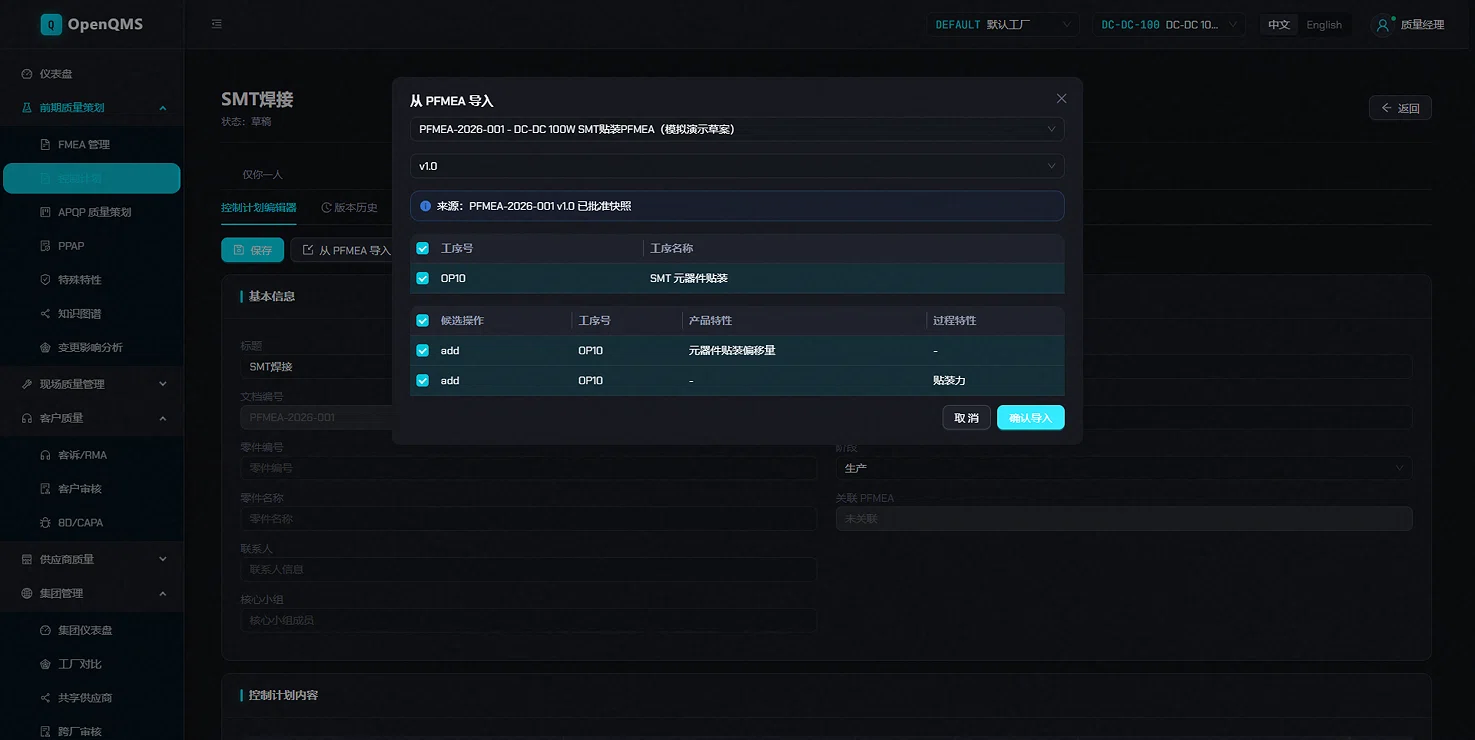 OpenQMS
DEFAULT 默认工厂
DC-DC-100 DC-DC 10...
中文 English
质量经理
仪表盘
前期质量策划
FMEA 管理
控制计划
APQP 质量策划
PPAP
特殊特性
知识图谱
变更影响分析
现场质量管理
客户质量
客诉/RMA
客户审核
8D/CAPA
供应商质量
集团管理
集团仪表盘
工厂对比
共享供应商
跨厂审核
SMT焊接
状态：草稿
返回
仅你一人
控制计划编辑器
版本历史
保存
从 PFMEA 导入
基本信息
标题
SMT焊接
文档编号
PFMEA-2026-001
零件编号
零件编号
阶段
生产
零件名称
零件名称
关联 PFMEA
未关联
联系人
联系人信息
核心小组
核心小组成员
控制计划内容
从 PFMEA 导入
PFMEA-2026-001 - DC-DC 100W SMT贴装PFMEA（模拟演示草案）
v1.0
来源：PFMEA-2026-001 v1.0 已批准快照
工序号 工序名称
OP10 SMT 元器件贴装
候选操作 工序号 产品特性 过程特性
add OP10 元器件贴装偏移量 -
add OP10 - 贴装力
取 消 确认导入